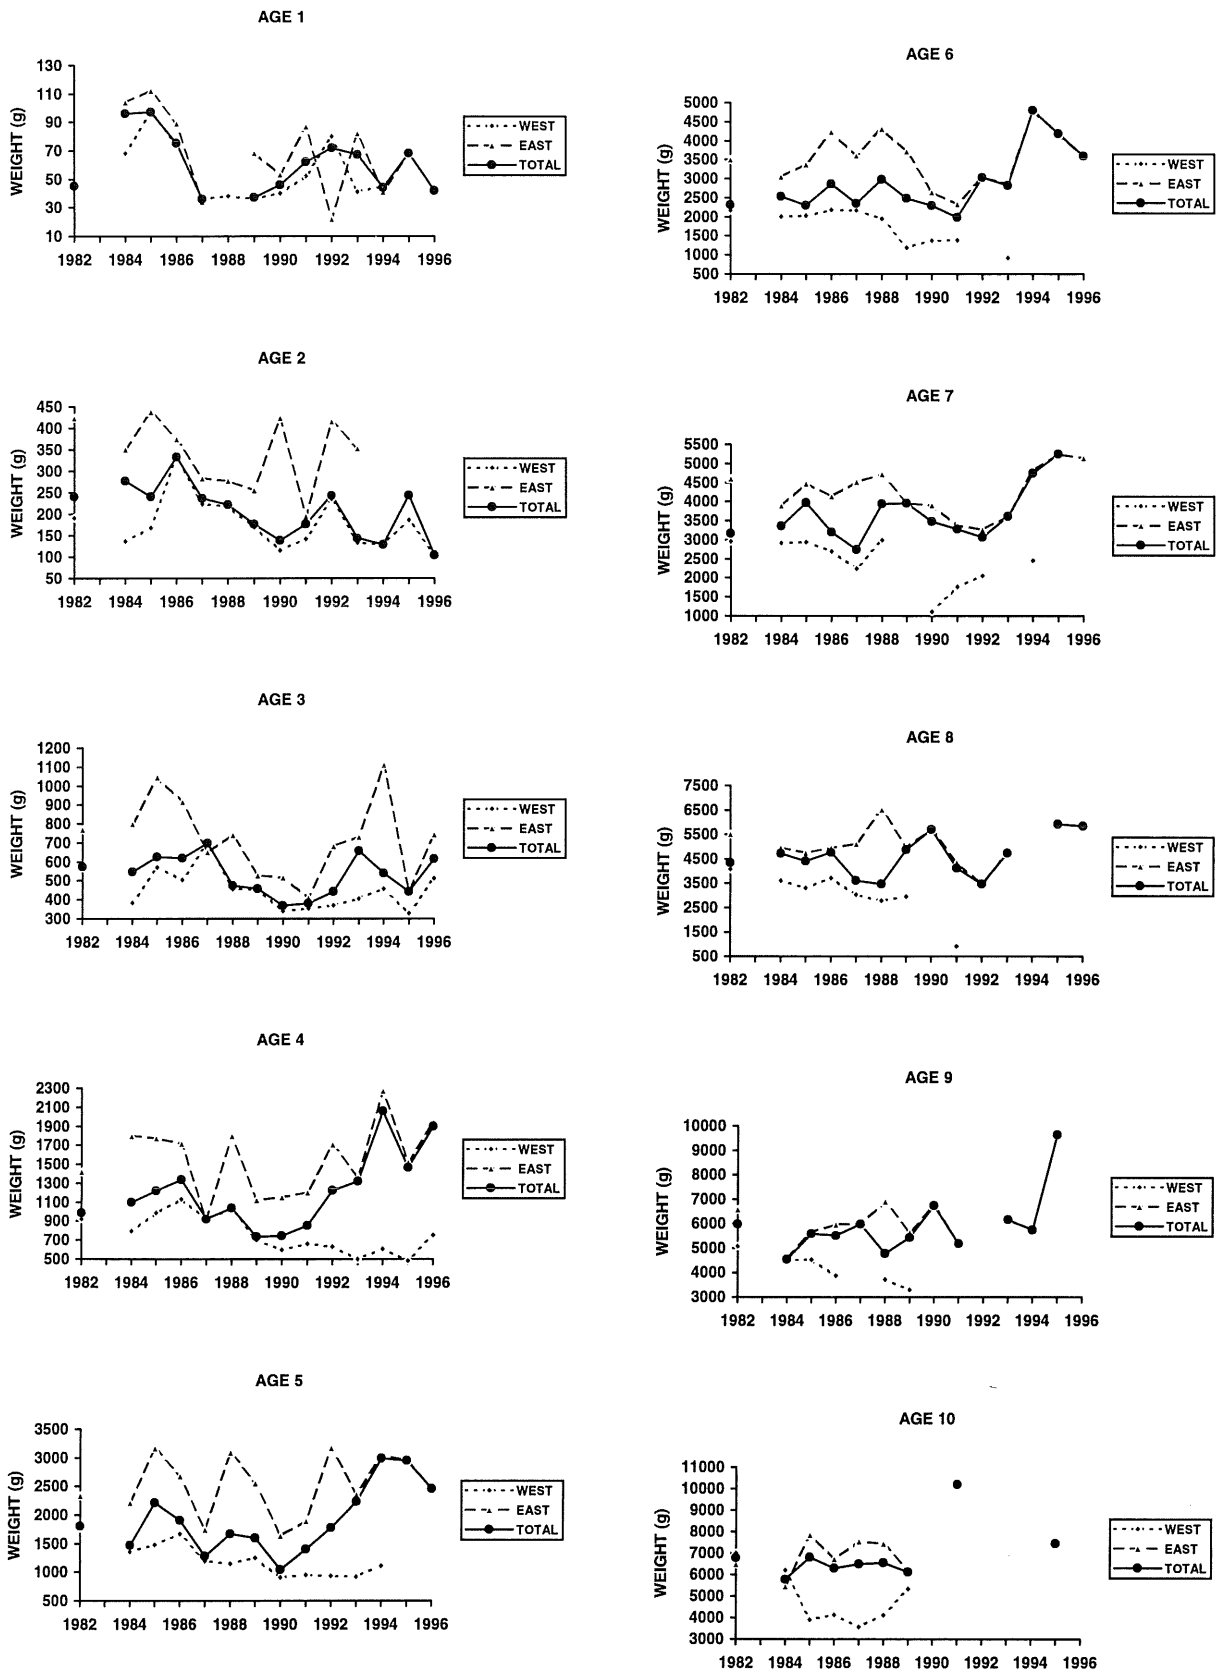 AGE 1
WEIGHT (g)
130
110
90
70
50
30
10
1982 1984 1986 1988 1990 1992 1994 1996
WEST
EAST
TOTAL
AGE 2
WEIGHT (g)
450
400
350
300
250
200
150
100
50
1982 1984 1986 1988 1990 1992 1994 1996
WEST
EAST
TOTAL
AGE 3
WEIGHT (g)
1200
1100
1000
900
800
700
600
500
400
300
1982 1984 1986 1988 1990 1992 1994 1996
WEST
EAST
TOTAL
AGE 4
WEIGHT (g)
2300
2100
1900
1700
1500
1300
1100
900
700
500
1982 1984 1986 1988 1990 1992 1994 1996
WEST
EAST
TOTAL
AGE 5
WEIGHT (g)
3500
3000
2500
2000
1500
1000
500
1982 1984 1986 1988 1990 1992 1994 1996
WEST
EAST
TOTAL
AGE 6
WEIGHT (g)
5000
4500
4000
3500
3000
2500
2000
1500
1000
500
1982 1984 1986 1988 1990 1992 1994 1996
WEST
EAST
TOTAL
AGE 7
WEIGHT (g)
5500
5000
4500
4000
3500
3000
2500
2000
1500
1000
1982 1984 1986 1988 1990 1992 1994 1996
WEST
EAST
TOTAL
AGE 8
WEIGHT (g)
7500
6500
5500
4500
3500
2500
1500
500
1982 1984 1986 1988 1990 1992 1994 1996
WEST
EAST
TOTAL
AGE 9
WEIGHT (g)
10000
9000
8000
7000
6000
5000
4000
3000
1982 1984 1986 1988 1990 1992 1994 1996
WEST
EAST
TOTAL
AGE 10
WEIGHT (g)
11000
10000
9000
8000
7000
6000
5000
4000
3000
1982 1984 1986 1988 1990 1992 1994 1996
WEST
EAST
TOTAL